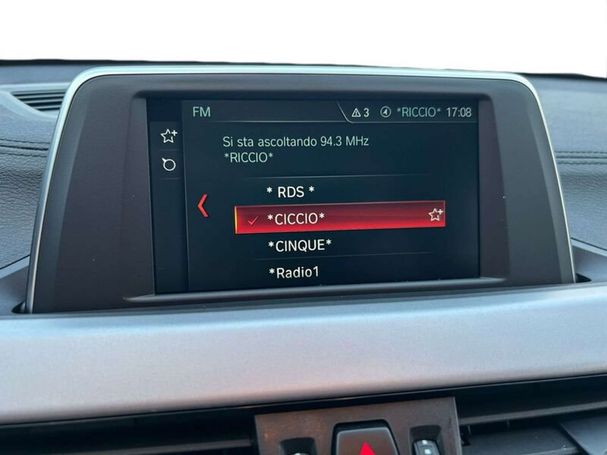 FM 3 *RICCIO* 17:08
Si sta ascoltando 94.3 MHz
*RICCIO*
* RDS *
*CICCIO*
*CINQUE*
*Radio1